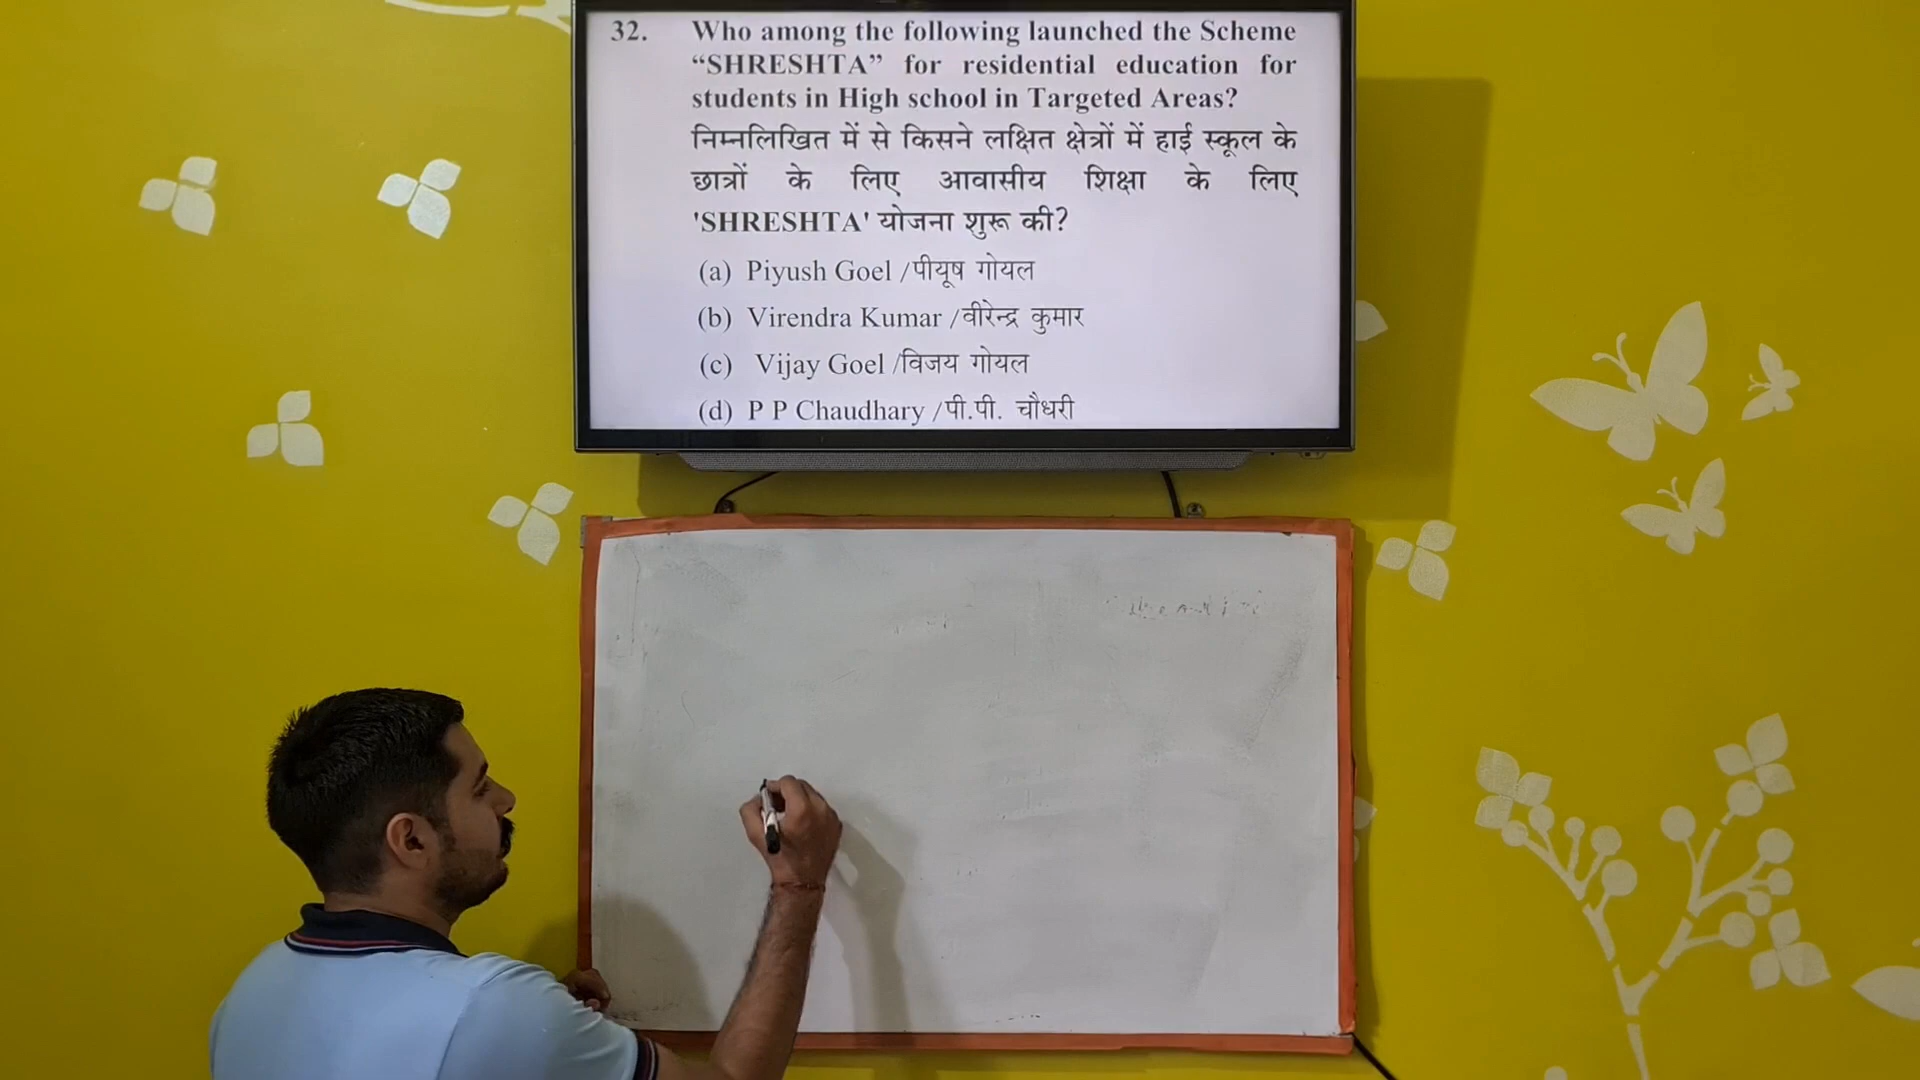 32. Who among the following launched the Scheme
“SHRESHTA” for residential education for
students in High school in Targeted Areas?
निम्नलिखित में से किसने लक्षित क्षेत्रों में हाई स्कूल के
छात्रों के लिए आवासीय शिक्षा के लिए
'SHRESHTA' योजना शुरू की?
(a) Piyush Goel /पीयूष गोयल
(b) Virendra Kumar /वीरेन्द्र कुमार
(c) Vijay Goel /विजय गोयल
(d) P P Chaudhary /पी.पी. चौधरी